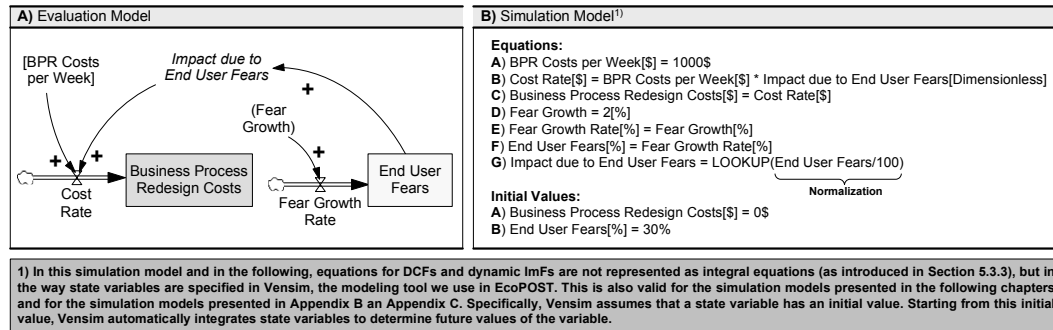 A) Evaluation Model
[BPR Costs
per Week]
Impact due to
End User Fears
+
(Fear
Growth)
+
+
+
Business Process
Redesign Costs
End User
Fears
Cost
Rate
Fear Growth
Rate
B) Simulation Model1)
Equations:
A) BPR Costs per Week[$] = 1000$
B) Cost Rate[$] = BPR Costs per Week[$] * Impact due to End User Fears[Dimensionless]
C) Business Process Redesign Costs[$] = Cost Rate[$]
D) Fear Growth = 2[%]
E) Fear Growth Rate[%] = Fear Growth[%]
F) End User Fears[%] = Fear Growth Rate[%]
G) Impact due to End User Fears = LOOKUP(End User Fears/100)
Normalization
Initial Values:
A) Business Process Redesign Costs[$] = 0$
B) End User Fears[%] = 30%
1) In this simulation model and in the following, equations for DCFs and dynamic ImFs are not represented as integral equations (as introduced in Section 5.3.3), but in
the way state variables are specified in Vensim, the modeling tool we use in EcoPOST. This is also valid for the simulation models presented in the following chapters
and for the simulation models presented in Appendix B an Appendix C. Specifically, Vensim assumes that a state variable has an initial value. Starting from this initial
value, Vensim automatically integrates state variables to determine future values of the variable.